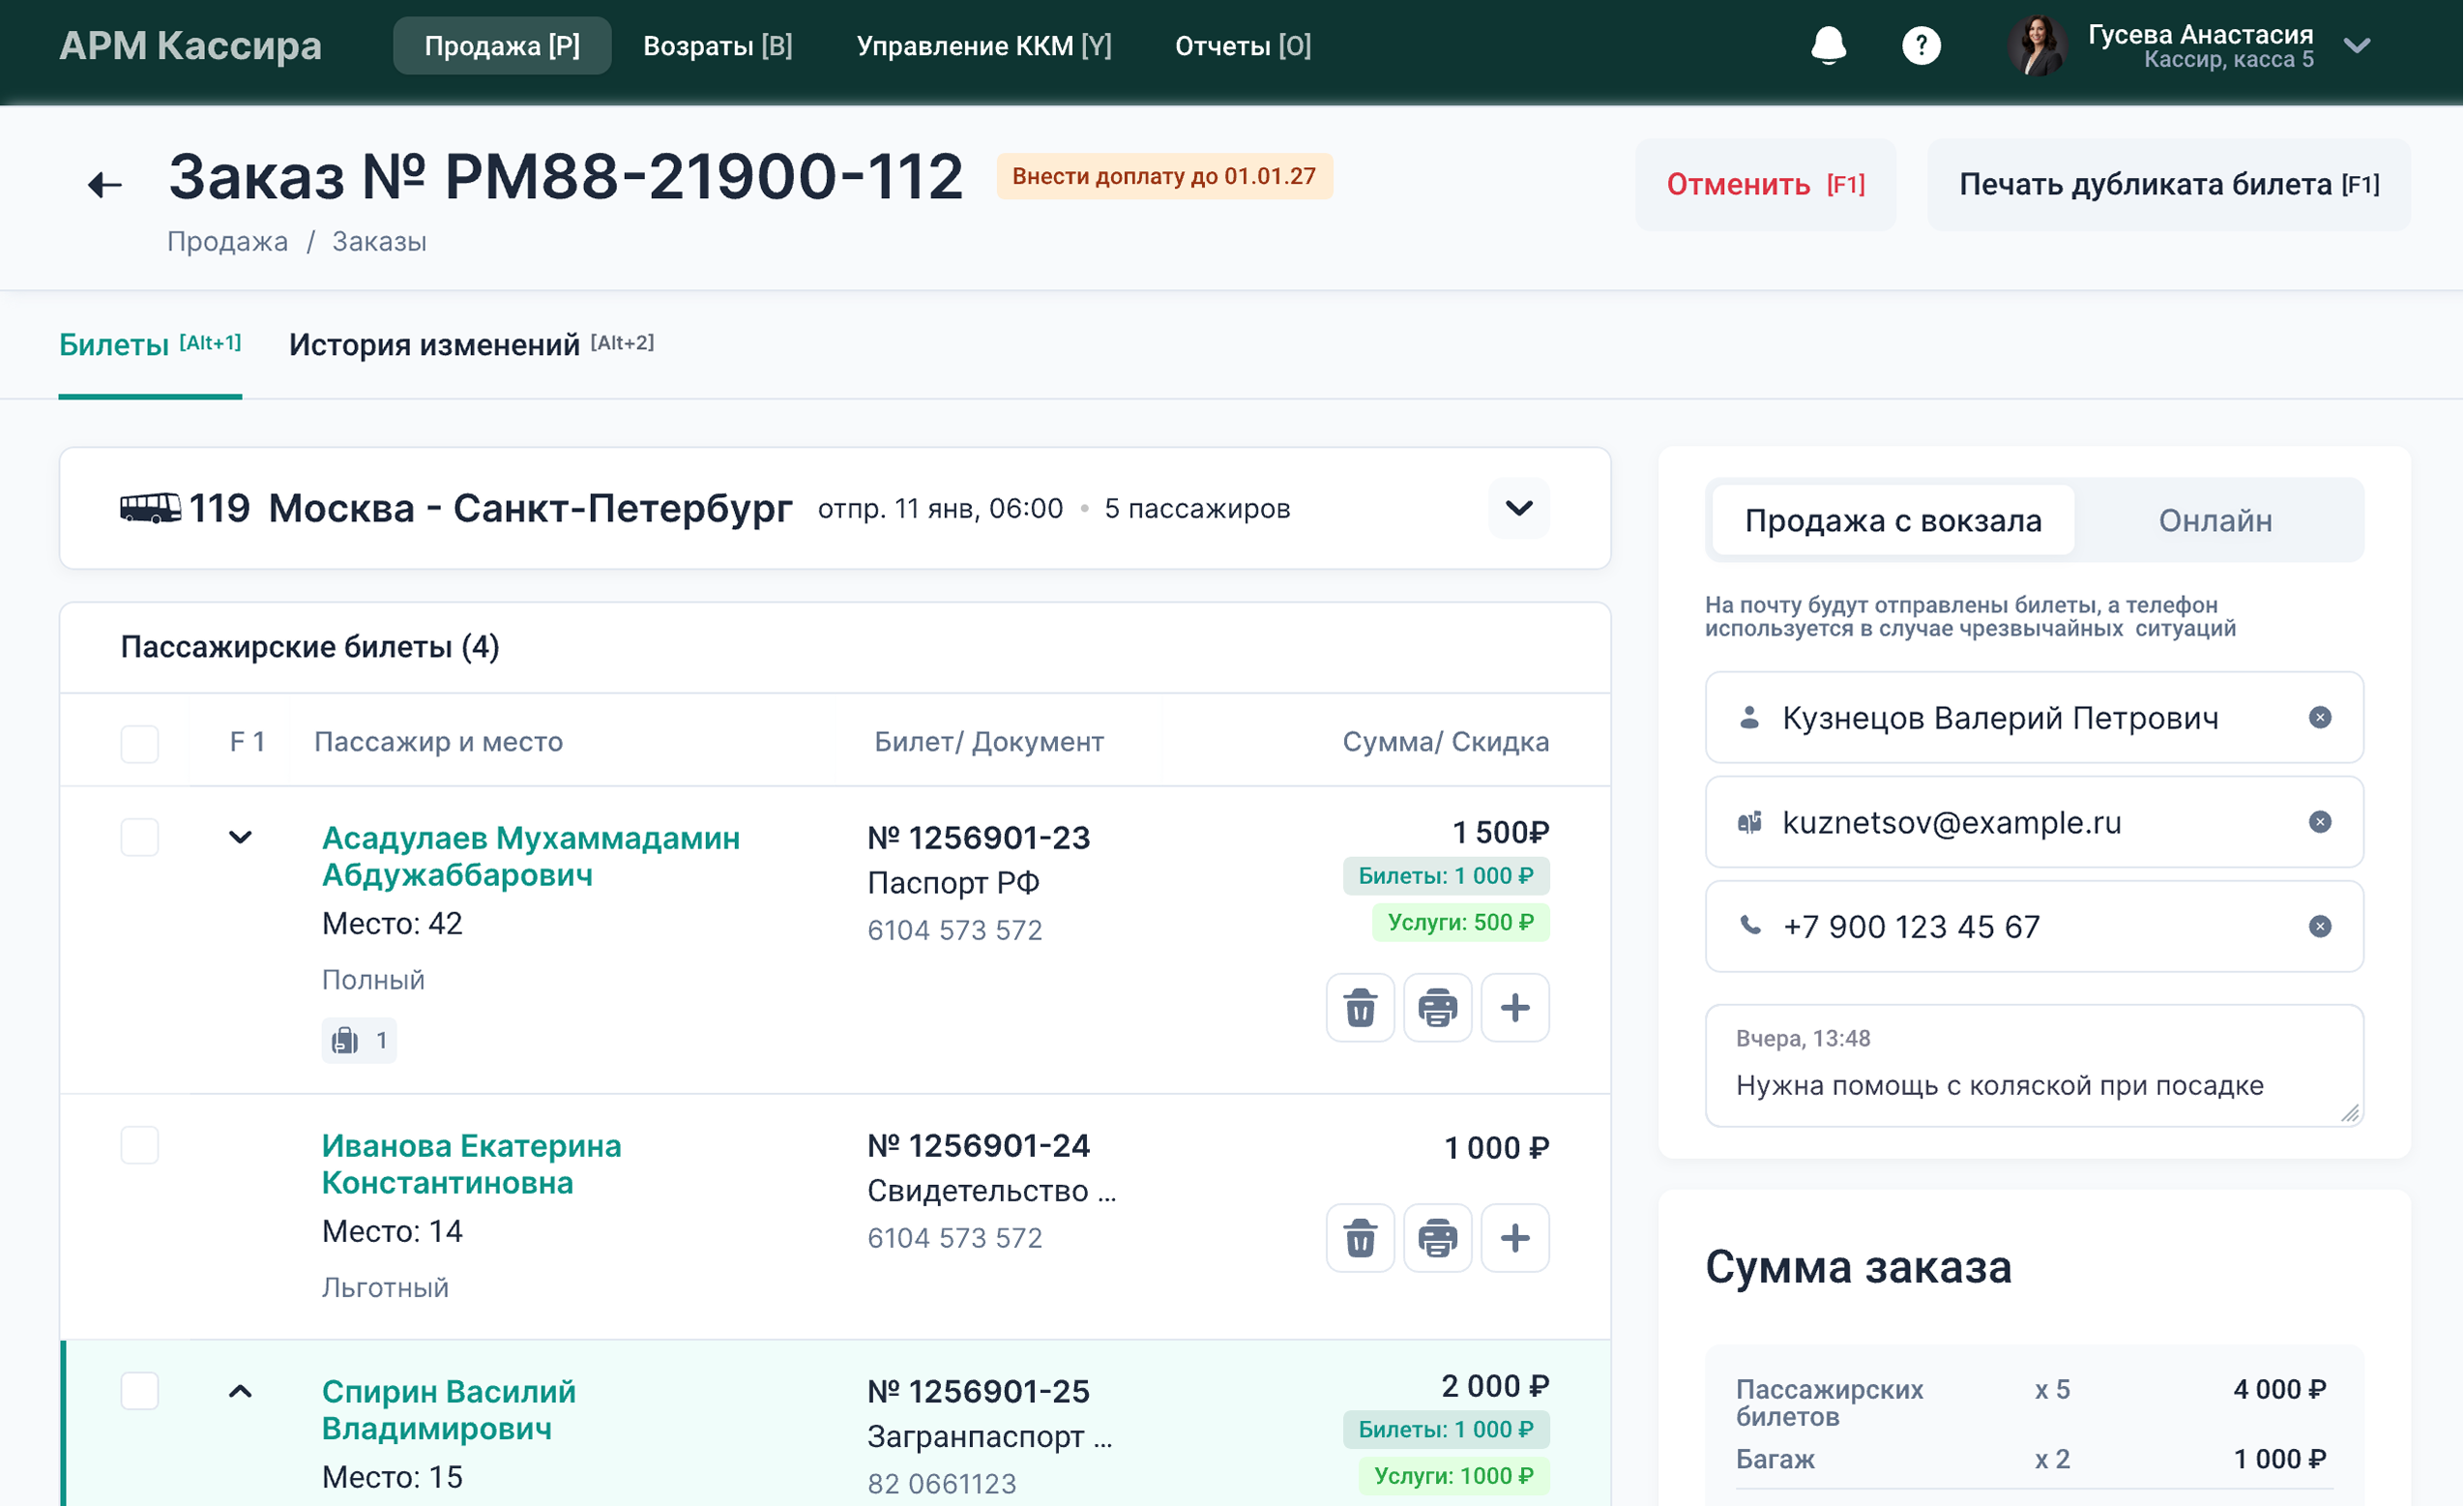 АРМ Кассира
Продажа [P]
Возраты [B]
Управление ККМ [Y]
Отчеты [O]
?
Гусева Анастасия
Кассир, касса 5
Заказ № РМ88-21900-112
Внести доплату до 01.01.27
Отменить [F1]
Печать дубликата билета [F1]
Продажа / Заказы
Билеты [Alt+1]
История изменений [Alt+2]
119 Москва - Санкт-Петербург отпр. 11 янв, 06:00 • 5 пассажиров
Пассажирские билеты (4)
F 1
Пассажир и место
Билет/ Документ
Сумма/ Скидка
Асадулаев Мухаммадамин
Абдужаббарович
Место: 42
Полный
1
№ 1256901-23
Паспорт РФ
6104 573 572
1 500₽
Билеты: 1 000 ₽
Услуги: 500 ₽
Иванова Екатерина
Константиновна
Место: 14
Льготный
№ 1256901-24
Свидетельство ...
6104 573 572
1 000 ₽
Спирин Василий
Владимирович
Место: 15
№ 1256901-25
Загранпаспорт ...
82 0661123
2 000 ₽
Билеты: 1 000 ₽
Услуги: 1000 ₽
Продажа с вокзала
Онлайн
На почту будут отправлены билеты, а телефон
используется в случае чрезвычайных ситуаций
Кузнецов Валерий Петрович
kuznetsov@example.ru
+7 900 123 45 67
Вчера, 13:48
Нужна помощь с коляской при посадке
Сумма заказа
Пассажирских
билетов
x 5
4 000 ₽
Багаж
x 2
1 000 ₽